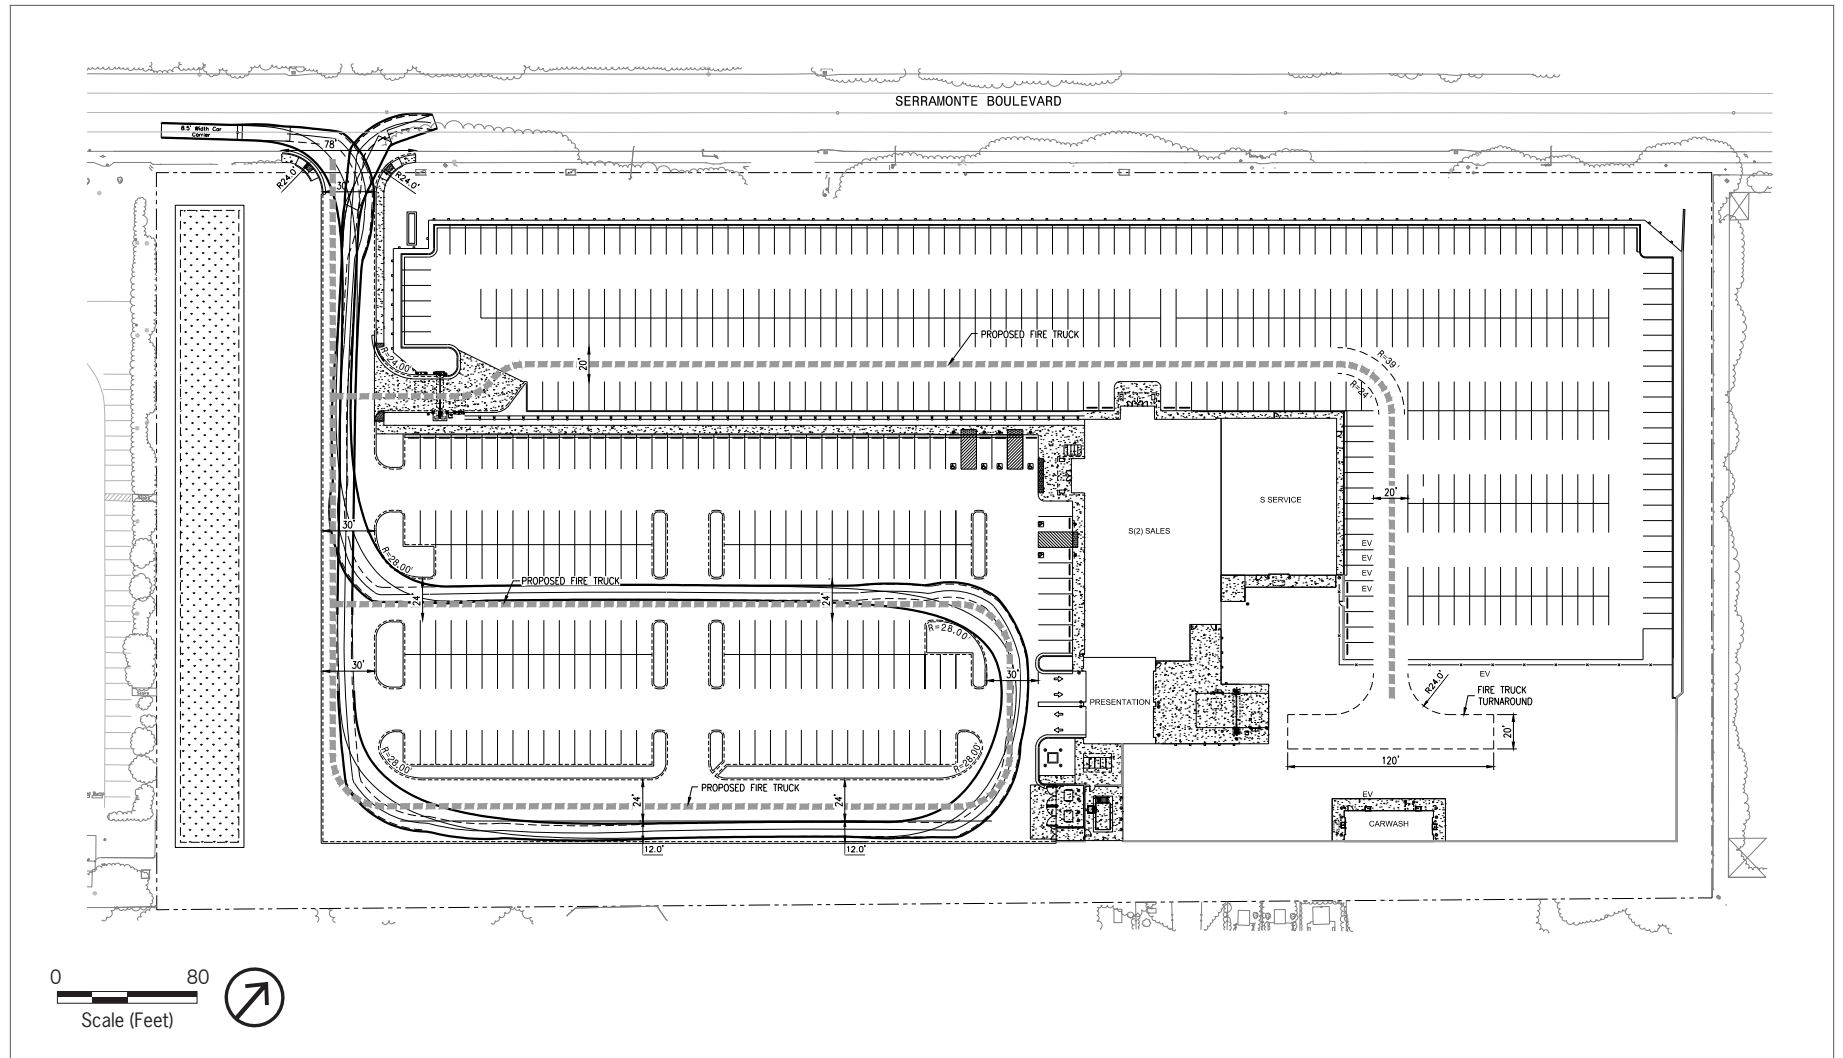 SERRAMONTE BOULEVARD
8.5' Width Car
Carrier
78'
R24.0'
30'
R24.0'
PROPOSED FIRE TRUCK
R=24.00'
20'
R=39'
R=24'
20'
S SERVICE
S(2) SALES
30'
EV
EV
EV
EV
R=28.00'
PROPOSED FIRE TRUCK
24'
24'
R=28.00'
30'
30'
EV
R24.0'
FIRE TRUCK
TURNAROUND
PRESENTATION
20'
120'
R=28.00'
R=28.00'
PROPOSED FIRE TRUCK
24'
24'
EV
CARWASH
12.0'
12.0'
0
80
Scale (Feet)